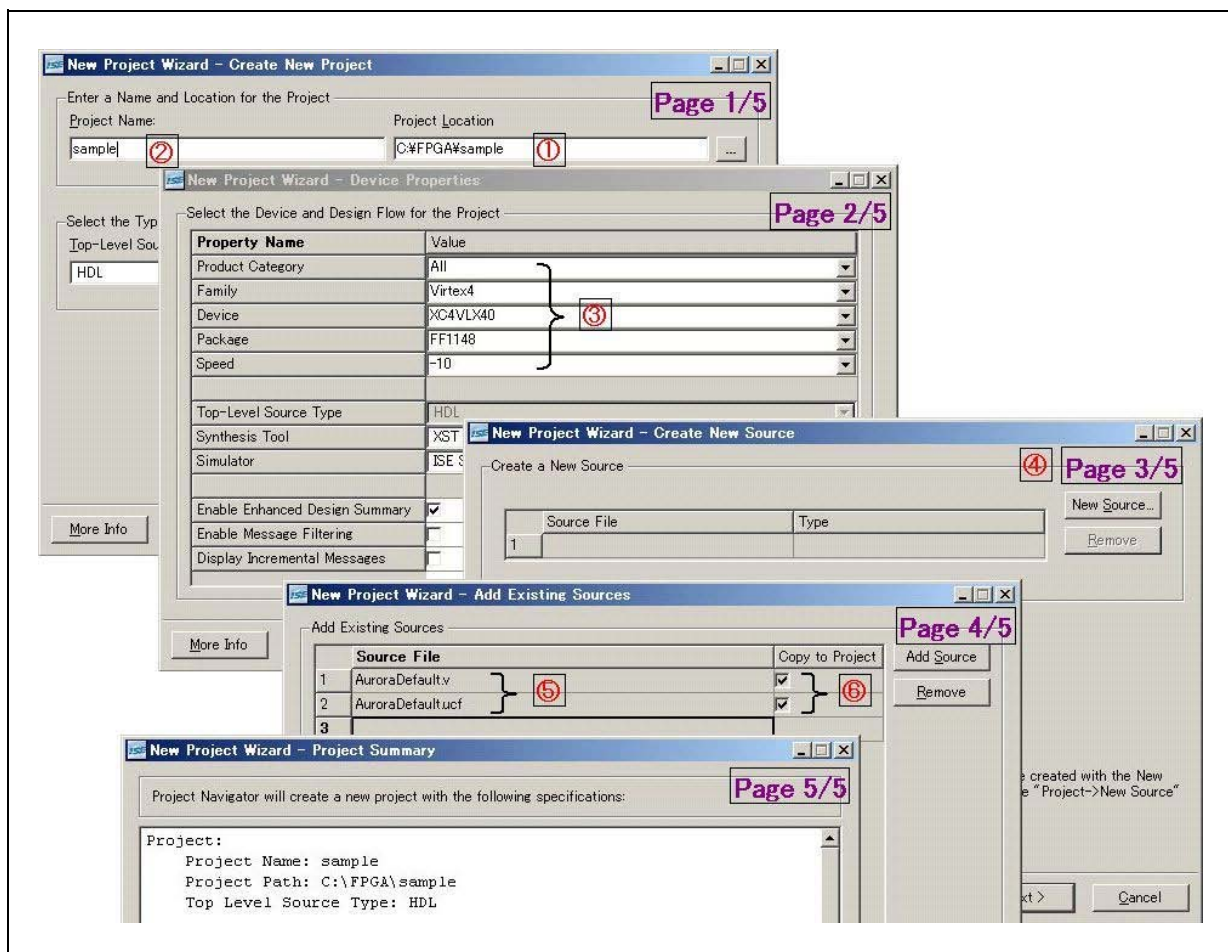 ISE New Project Wizard - Create New Project
Page 1/5
Enter a Name and Location for the Project
Project Name:
Project Location
sample
②
C:¥FPGA¥sample
①
...
Select the Typ
Top-Level Sou
HDL
More Info
ISE New Project Wizard - Device Properties
Page 2/5
Select the Device and Design Flow for the Project
Property Name
Value
Product Category
All
Family
Virtex4
Device
XC4VLX40
③
Package
FF1148
Speed
-10
Top-Level Source Type
HDL
Synthesis Tool
XST
Simulator
ISE S
Enable Enhanced Design Summary
Enable Message Filtering
Display Incremental Messages
More Info
ISE New Project Wizard - Create New Source
④
Page 3/5
Create a New Source
New Source...
Source File
Type
1
Remove
e created with the New
e "Project->New Source"
xt >
Cancel
ISE New Project Wizard - Add Existing Sources
Page 4/5
Add Existing Sources
Source File
Copy to Project
Add Source
1
AuroraDefault.v
2
AuroraDefault.ucf
⑤
⑥
Remove
3
ISE New Project Wizard - Project Summary
Page 5/5
Project Navigator will create a new project with the following specifications:
Project:
Project Name: sample
Project Path: C:\FPGA\sample
Top Level Source Type: HDL